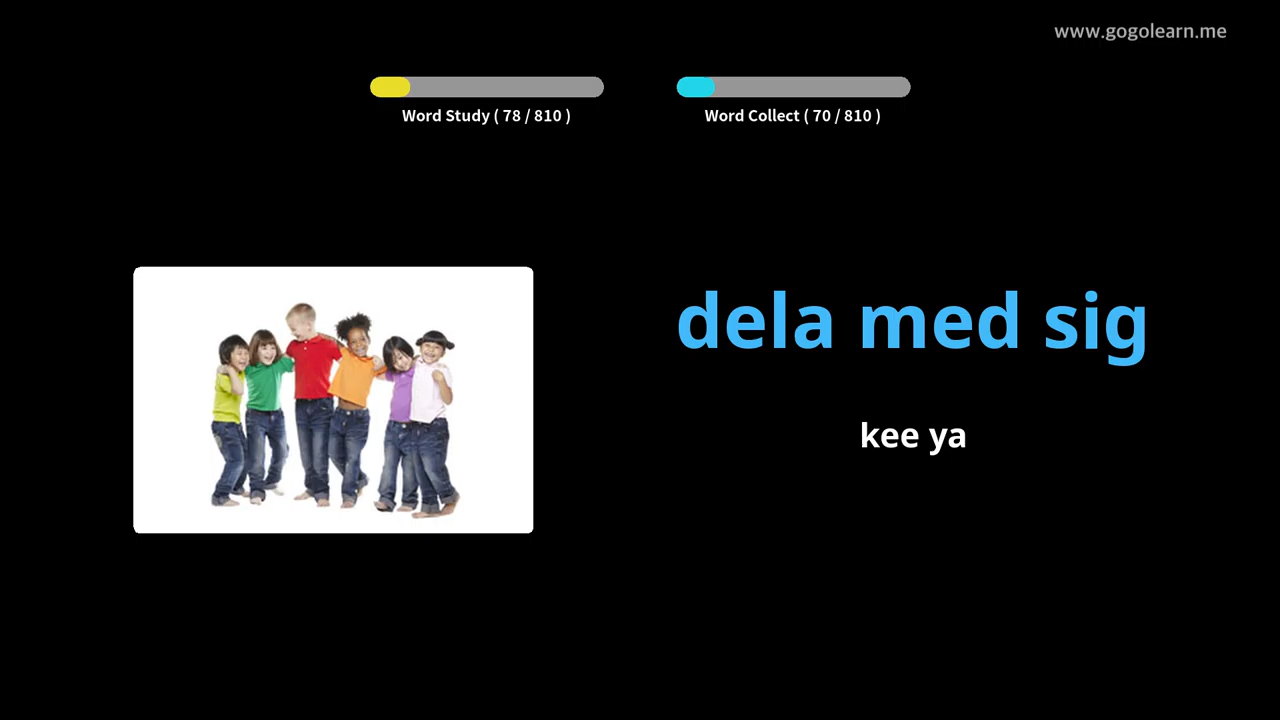 www.gogolearn.me
Word Study ( 78 / 810 )
Word Collect ( 70 / 810 )
dela med sig
kee ya